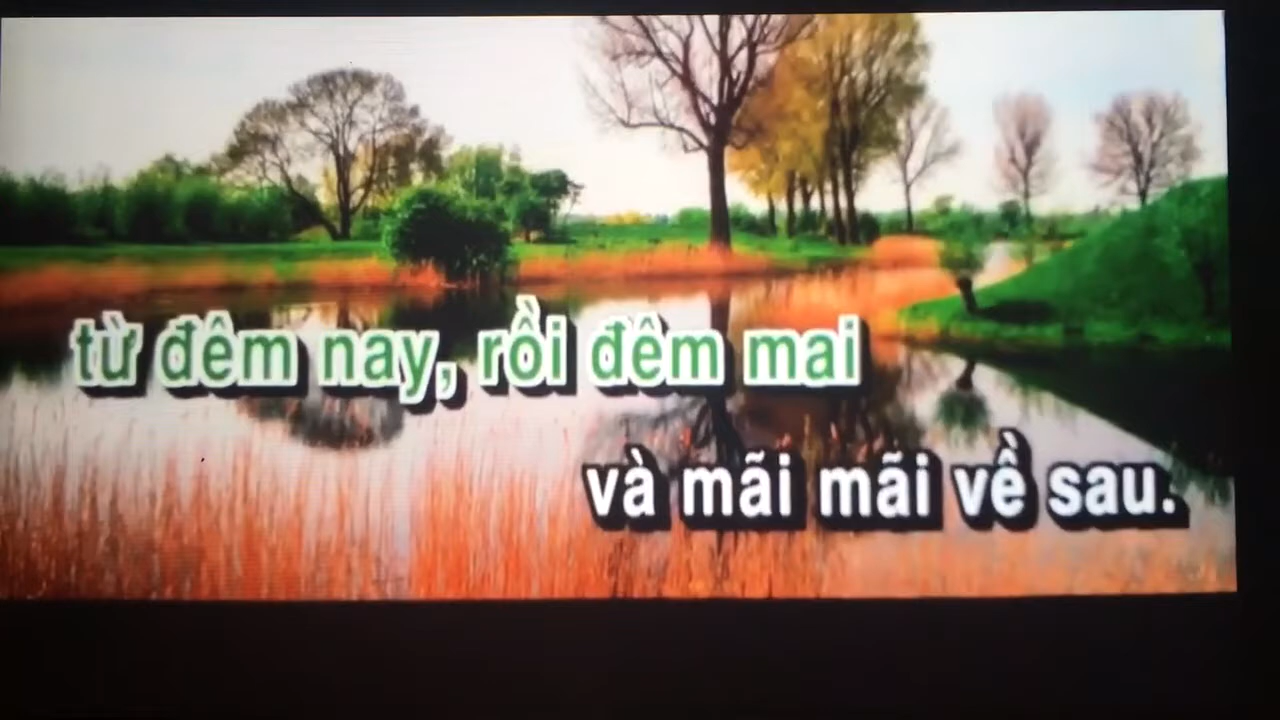 từ đêm nay, rồi đêm mai
và mãi mãi về sau.